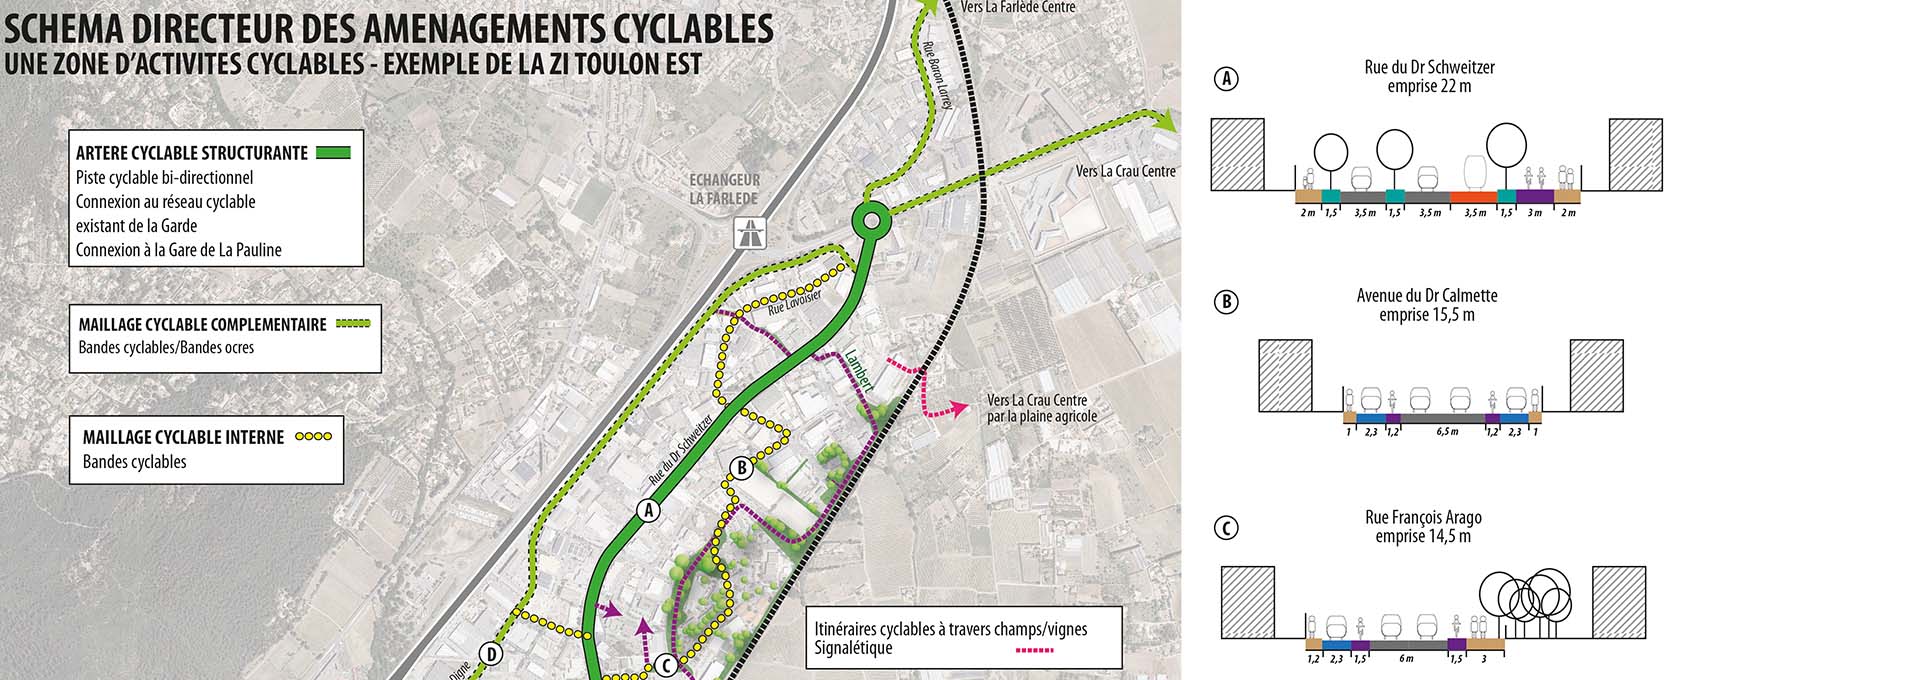 SCHEMA DIRECTEUR DES AMENAGEMENTS CYCLABLES
UNE ZONE D'ACTIVITES CYCLABLES - EXEMPLE DE LA ZI TOULON EST
ARTERE CYCLABLE STRUCTURANTE
Piste cyclable bi-directionnel
Connexion au réseau cyclable
existant de la Garde
Connexion à la Gare de La Pauline
MAILLAGE CYCLABLE COMPLEMENTAIRE
Bandes cyclables/Bandes ocres
MAILLAGE CYCLABLE INTERNE
Bandes cyclables
Vers La Farlède Centre
Rue Baron Larrey
Vers La Crau Centre
ECHANGEUR
LA FARLEDE
Rue Lavoisier
Lambert
Vers La Crau Centre
par la plaine agricole
Rue du Dr Schweitzer
B
A
D
C
Digne
Itinéraires cyclables à travers champs/vignes
Signalétique
A
Rue du Dr Schweitzer
emprise 22 m
2 m 1,5 3,5 m 1,5 3,5 m 3,5 m 1,5 3 m 2 m
B
Avenue du Dr Calmette
emprise 15,5 m
1 2,3 1,2 6,5 m 1,2 2,3 1
C
Rue François Arago
emprise 14,5 m
1,2 2,3 1,5 6 m 1,5 3